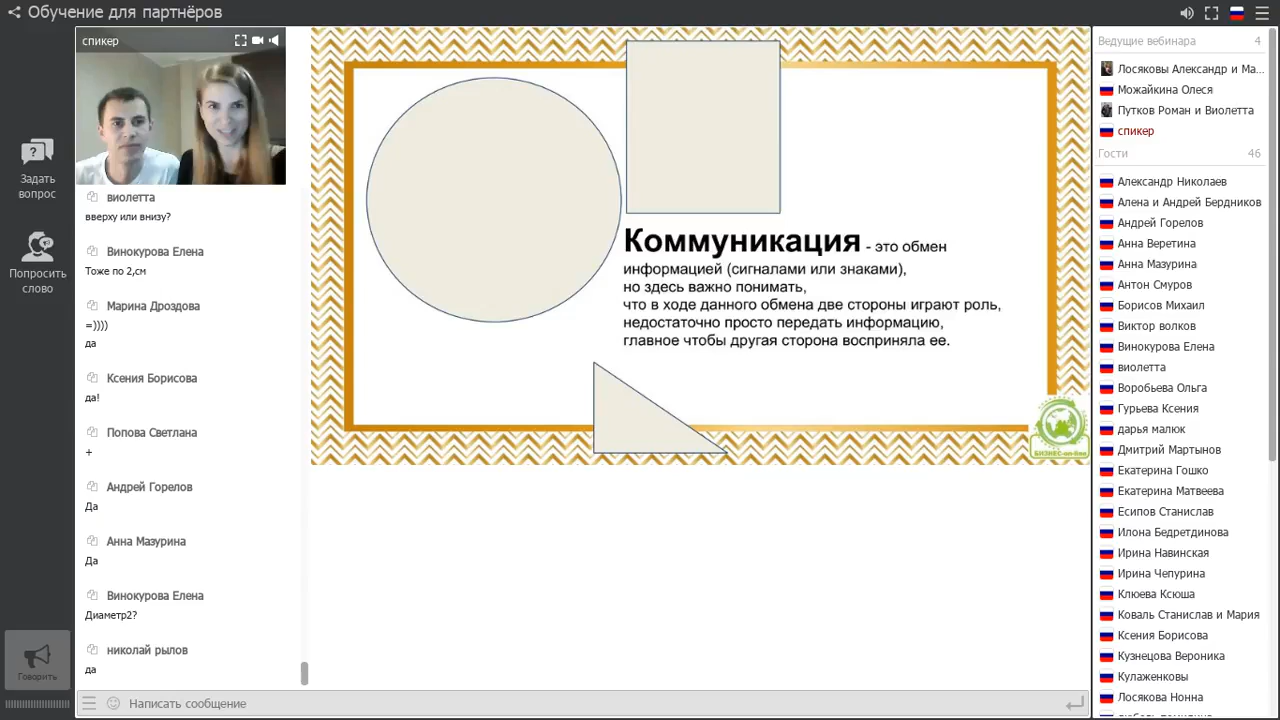 Обучение для партнёров
спикер
Задать
вопрос
Попросить
слово
Говорить
виолетта
вверху или внизу?
Винокурова Елена
Тоже по 2,см
Марина Дроздова
=))))
да
Ксения Борисова
да!
Попова Светлана
+
Андрей Горелов
Да
Анна Мазурина
Да
Винокурова Елена
Диаметр2?
николай рылов
да
Написать сообщение
Коммуникация - это обмен
информацией (сигналами или знаками),
но здесь важно понимать,
что в ходе данного обмена две стороны играют роль,
недостаточно просто передать информацию,
главное чтобы другая сторона восприняла ее.
БИЗНЕС-on-line
Ведущие вебинара 4
Лосяковы Александр и Ма...
Можайкина Олеся
Путков Роман и Виолетта
спикер
Гости 46
Александр Николаев
Алена и Андрей Бердников
Андрей Горелов
Анна Веретина
Анна Мазурина
Антон Смуров
Борисов Михаил
Виктор волков
Винокурова Елена
виолетта
Воробьева Ольга
Гурьева Ксения
дарья малюк
Дмитрий Мартынов
Екатерина Гошко
Екатерина Матвеева
Есипов Станислав
Илона Бедретдинова
Ирина Навинская
Ирина Чепурина
Клюева Ксюша
Коваль Станислав и Мария
Ксения Борисова
Кузнецова Вероника
Кулаженковы
Лосякова Нонна